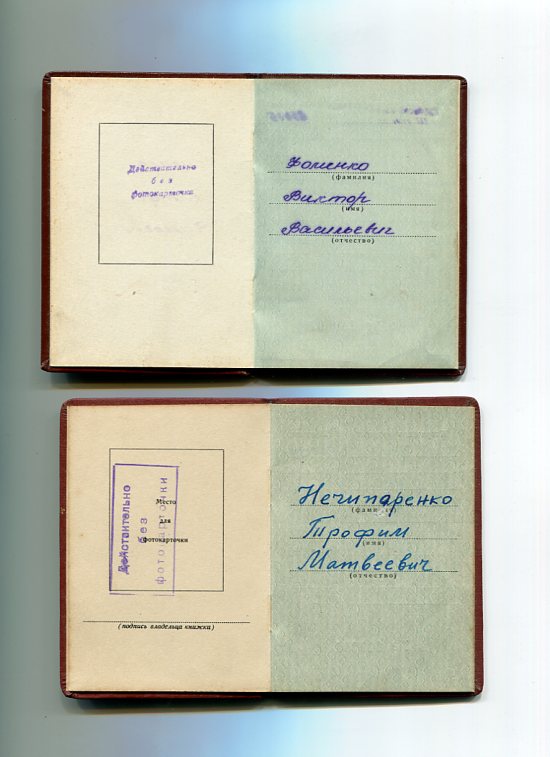 Действительно
без
фотокарточки
Фоменко
(фамилия)
Виктор
(имя)
Васильевич
(отчество)
Действительно
без
фотокарточки
Место
для
фотокарточки
(подпись владельца книжки)
Нечипаренко
(фамилия)
Трофим
(имя)
Матвеевич
(отчество)